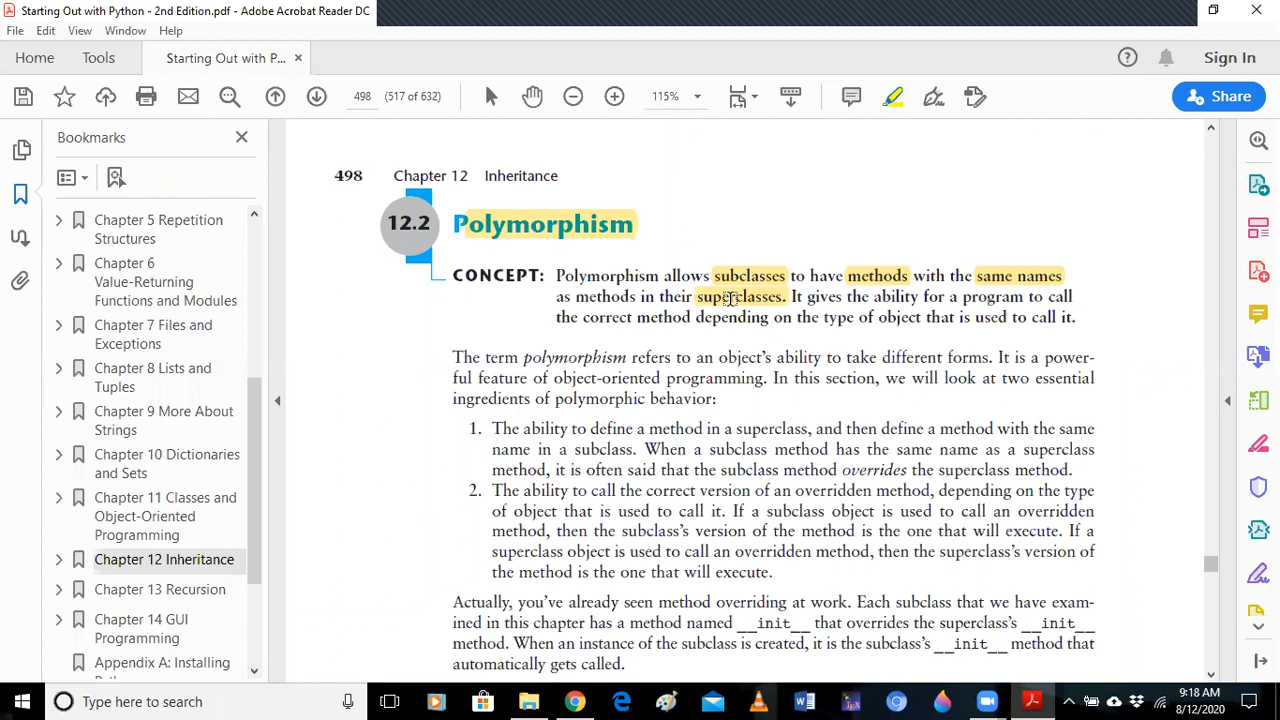 Starting Out with Python - 2nd Edition.pdf - Adobe Acrobat Reader DC
File Edit View Window Help
Home Tools Starting Out with P... × Sign In
498 (517 of 632) 115% Share
Bookmarks
Chapter 5 Repetition
Structures
Chapter 6
Value-Returning
Functions and Modules
Chapter 7 Files and
Exceptions
Chapter 8 Lists and
Tuples
Chapter 9 More About
Strings
Chapter 10 Dictionaries
and Sets
Chapter 11 Classes and
Object-Oriented
Programming
Chapter 12 Inheritance
Chapter 13 Recursion
Chapter 14 GUI
Programming
Appendix A: Installing
498 Chapter 12 Inheritance
12.2 Polymorphism
CONCEPT: Polymorphism allows subclasses to have methods with the same names
as methods in their superclasses. It gives the ability for a program to call
the correct method depending on the type of object that is used to call it.
The term polymorphism refers to an object's ability to take different forms. It is a power-
ful feature of object-oriented programming. In this section, we will look at two essential
ingredients of polymorphic behavior:
1. The ability to define a method in a superclass, and then define a method with the same
name in a subclass. When a subclass method has the same name as a superclass
method, it is often said that the subclass method overrides the superclass method.
2. The ability to call the correct version of an overridden method, depending on the type
of object that is used to call it. If a subclass object is used to call an overridden
method, then the subclass's version of the method is the one that will execute. If a
superclass object is used to call an overridden method, then the superclass's version of
the method is the one that will execute.
Actually, you've already seen method overriding at work. Each subclass that we have exam-
ined in this chapter has a method named __init__ that overrides the superclass's __init__
method. When an instance of the subclass is created, it is the subclass's __init__ method that
automatically gets called.
Type here to search
9:18 AM
8/12/2020